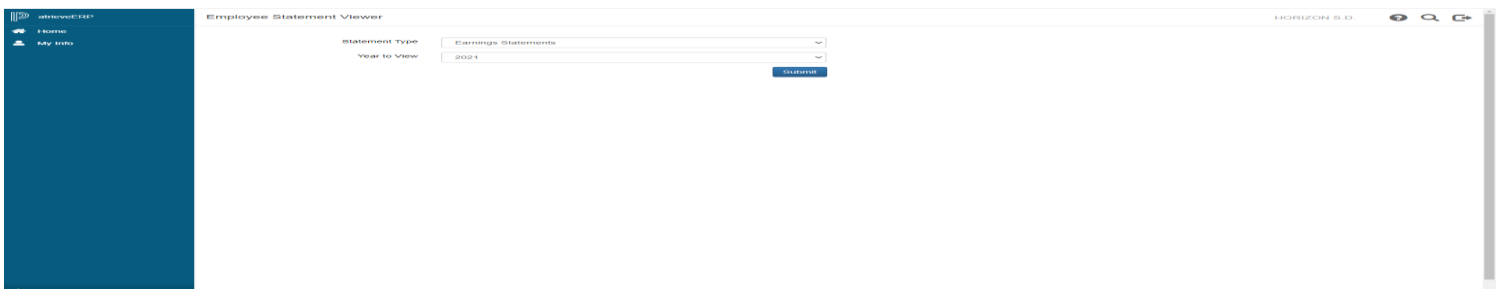 atrieveERP
Employee Statement Viewer
HORIZON S.D.
Home
My Info
Statement Type
Earnings Statements
Year to View
2021
Submit